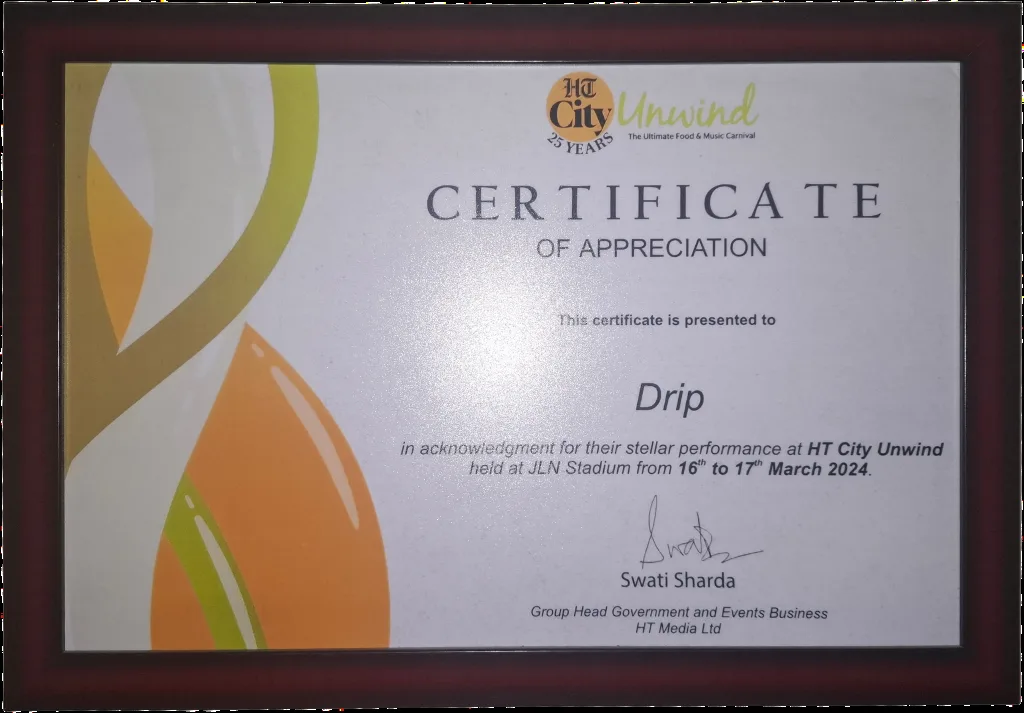 HT
City Unwind
25 YEARS
The Ultimate Food & Music Carnival
CERTIFICATE
OF APPRECIATION
This certificate is presented to
Drip
in acknowledgment for their stellar performance at HT City Unwind
held at JLN Stadium from 16th to 17th March 2024.
Swati
Swati Sharda
Group Head Government and Events Business
HT Media Ltd